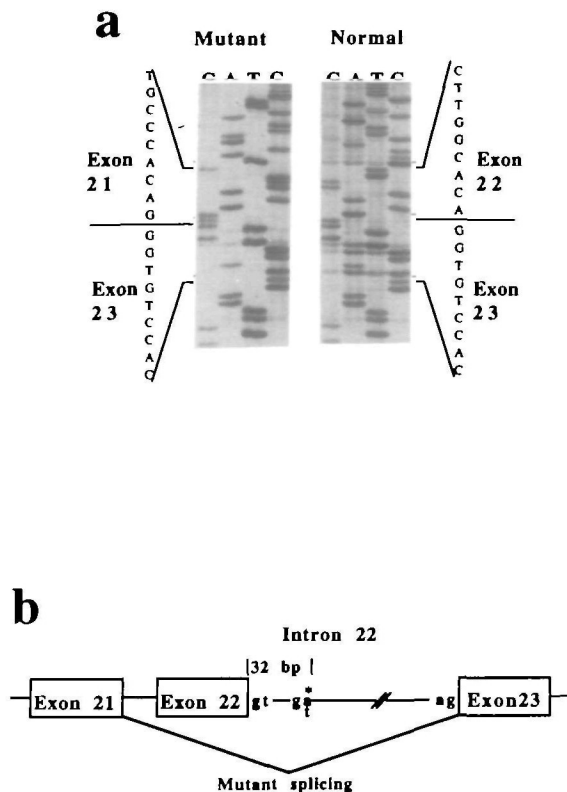 a
Mutant
Normal
T G C C C A C A G G G T G T C C A
Exon 21
Exon 23
C T T G G C A C A G G T G T C C A C
Exon 22
Exon 23
b
Intron 22
|32 bp|
Exon 21
Exon 22
gt
g
*
t
ag
Exon23
Mutant splicing